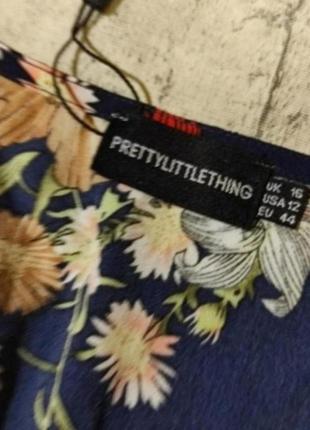 PRETTYLITTLETHING
UK 16
USA 12
EU 44